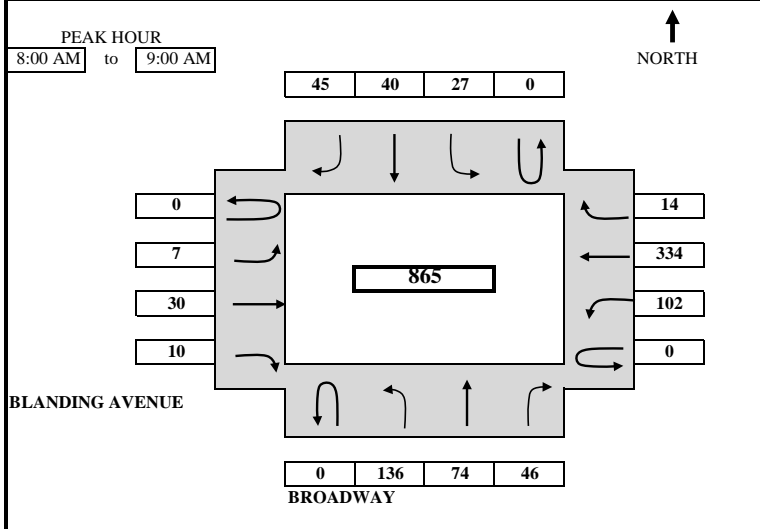 PEAK HOUR
8:00 AM to 9:00 AM
NORTH
45 40 27 0
0 14
7 334
865
30 102
10 0
BLANDING AVENUE
0 136 74 46
BROADWAY